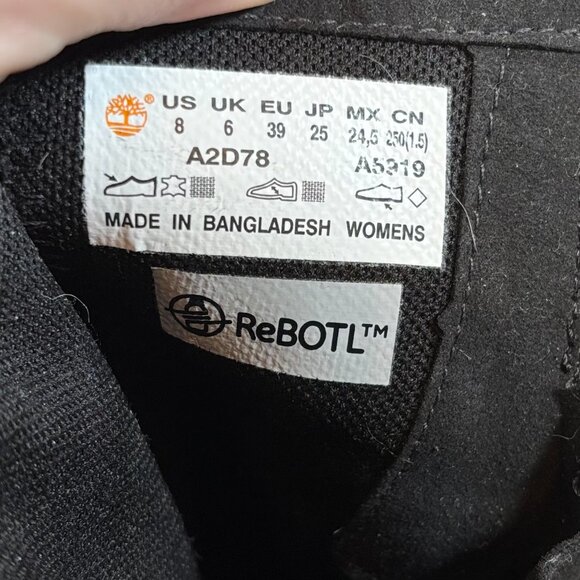 ® US UK EU JP MX CN
8 6 39 25 24,5 250(1.5)
A2D78 A5919
MADE IN BANGLADESH WOMENS
ReBOTL™